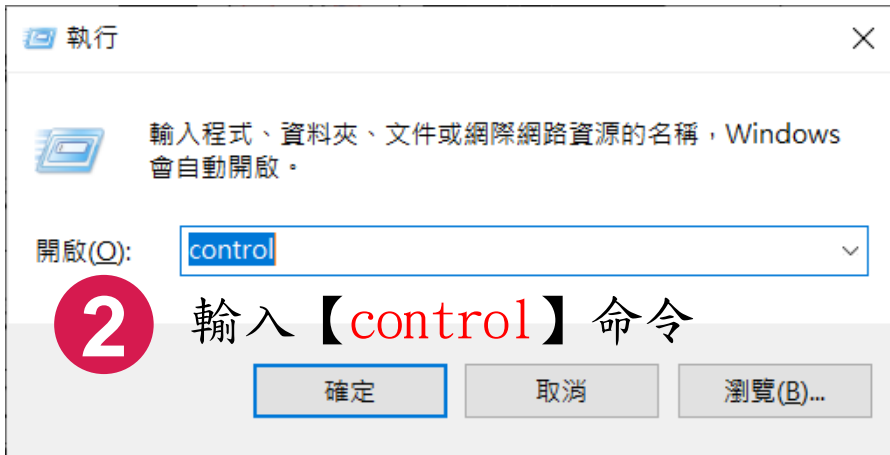 執行
輸入程式、資料夾、文件或網際網路資源的名稱，Windows
會自動開啟。
開啟(O):
control
2
輸入【control】命令
確定
取消
瀏覽(B)...